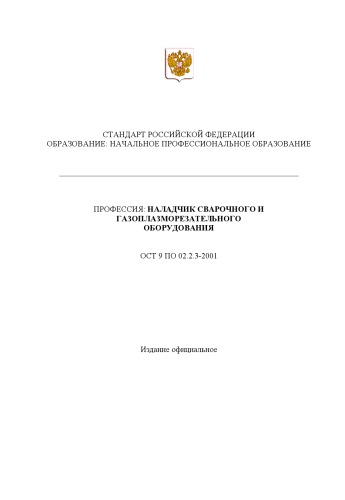 СТАНДАРТ РОССИЙСКОЙ ФЕДЕРАЦИИ
ОБРАЗОВАНИЕ: НАЧАЛЬНОЕ ПРОФЕССИОНАЛЬНОЕ ОБРАЗОВАНИЕ
ПРОФЕССИЯ: НАЛАДЧИК СВАРОЧНОГО И
ГАЗОПЛАЗМОРЕЗАТЕЛЬНОГО
ОБОРУДОВАНИЯ
ОСТ 9 ПО 02.2.3-2001
Издание официальное